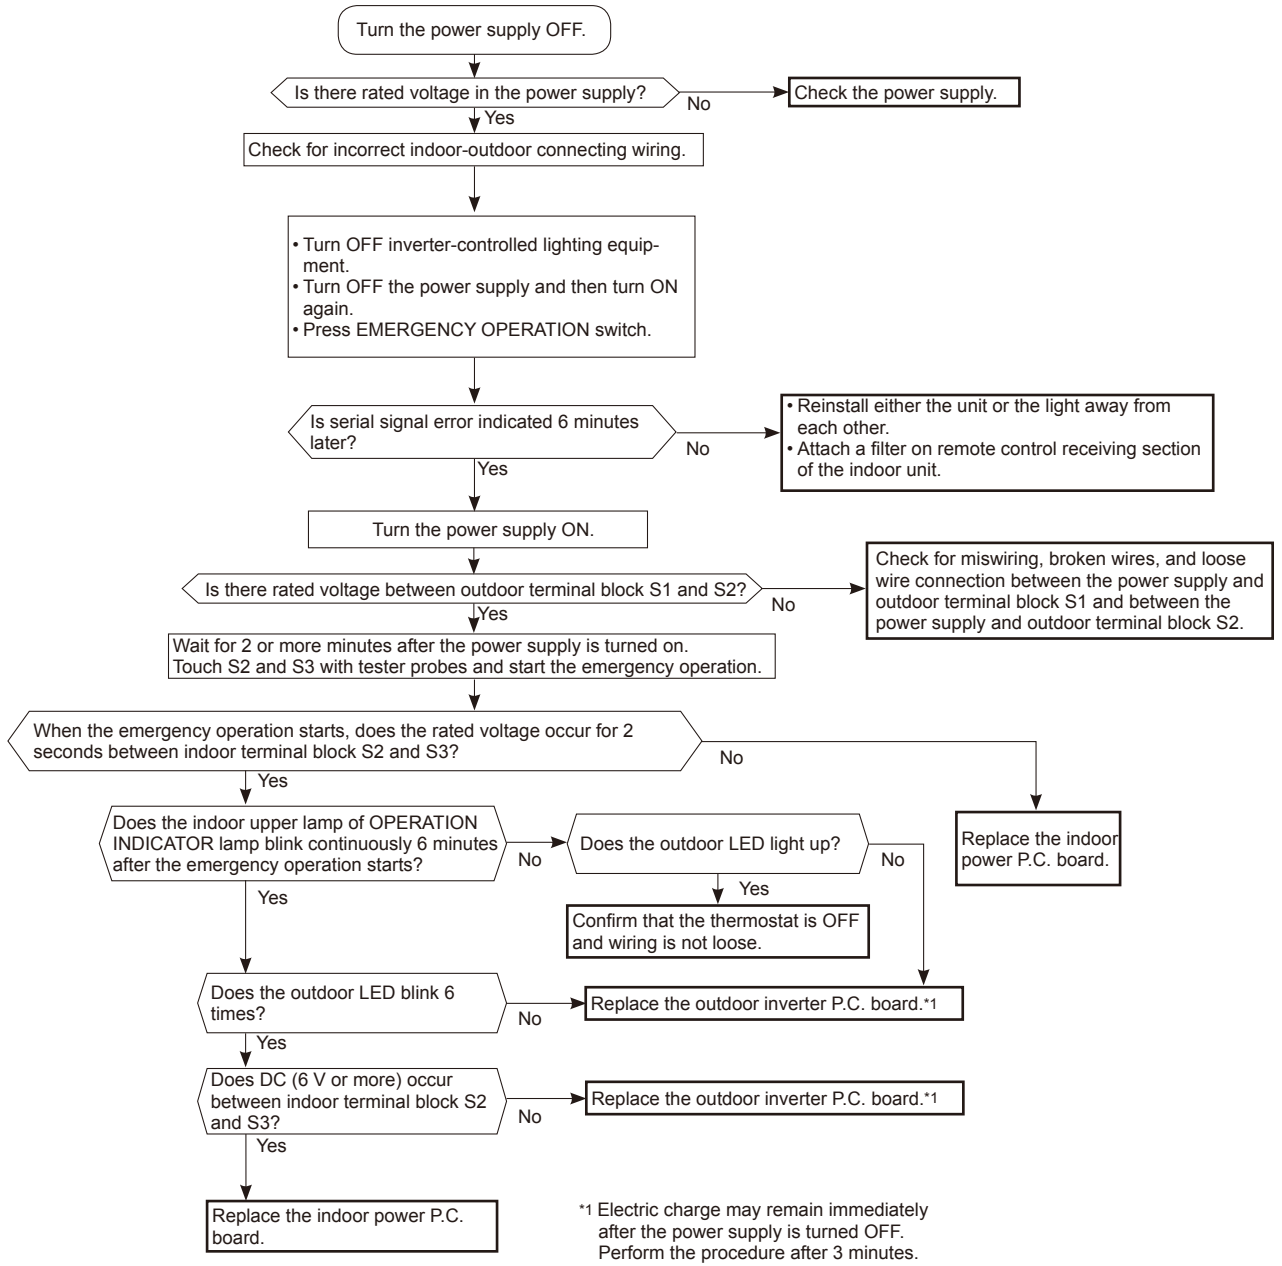 Turn the power supply OFF.
Is there rated voltage in the power supply?
No
Check the power supply.
Yes
Check for incorrect indoor-outdoor connecting wiring.
• Turn OFF inverter-controlled lighting equip-
ment.
• Turn OFF the power supply and then turn ON
again.
• Press EMERGENCY OPERATION switch.
Is serial signal error indicated 6 minutes
later?
No
• Reinstall either the unit or the light away from
each other.
• Attach a filter on remote control receiving section
of the indoor unit.
Yes
Turn the power supply ON.
Is there rated voltage between outdoor terminal block S1 and S2?
No
Check for miswiring, broken wires, and loose
wire connection between the power supply and
outdoor terminal block S1 and between the
power supply and outdoor terminal block S2.
Yes
Wait for 2 or more minutes after the power supply is turned on.
Touch S2 and S3 with tester probes and start the emergency operation.
When the emergency operation starts, does the rated voltage occur for 2
seconds between indoor terminal block S2 and S3?
No
Replace the indoor
power P.C. board.
Yes
Does the indoor upper lamp of OPERATION
INDICATOR lamp blink continuously 6 minutes
after the emergency operation starts?
No
Does the outdoor LED light up?
No
Yes
Confirm that the thermostat is OFF
and wiring is not loose.
Yes
Does the outdoor LED blink 6
times?
No
Replace the outdoor inverter P.C. board.*1
Yes
Does DC (6 V or more) occur
between indoor terminal block S2
and S3?
No
Replace the outdoor inverter P.C. board.*1
Yes
Replace the indoor power P.C.
board.
*1 Electric charge may remain immediately
after the power supply is turned OFF.
Perform the procedure after 3 minutes.